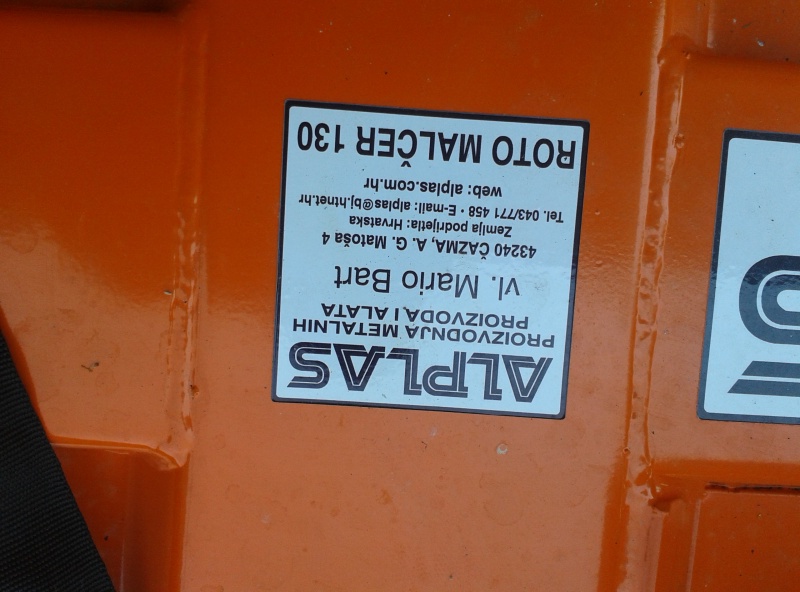 ALPLAS
PROIZVODNJA METALNIH
PROIZVODA I ALATA
vl. Mario Bart
43240 ČAZMA, A. G. Matoša 4
Zemlja podrijetla: Hrvatska
Tel. 043/771 458 • E-mail: alplas@bj.htnet.hr
web: alplas.com.hr
ROTO MALČER 130